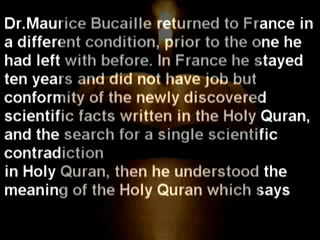 Dr.Maurice Bucaille returned to France in
a different condition, prior to the one he
had left with before. In France he stayed
ten years and did not have job but
conformity of the newly discovered
scientific facts written in the Holy Quran,
and the search for a single scientific
contradiction
in Holy Quran, then he understood the
meaning of the Holy Quran which says